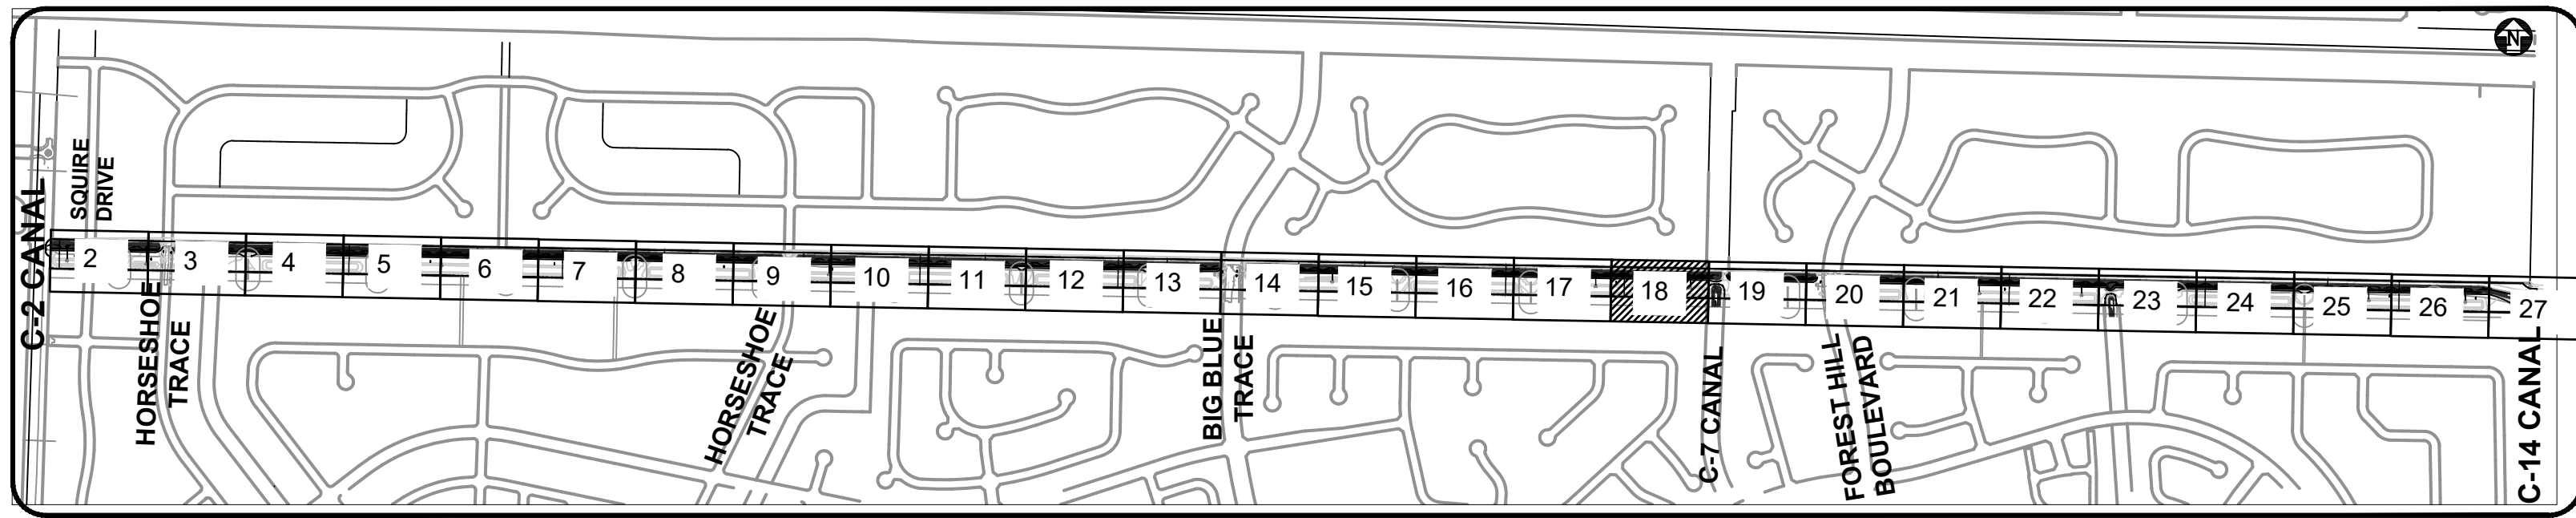 N
SQUIRE
DRIVE
C-2 CANAL
2
3
4
5
6
7
8
9
10
11
12
13
14
15
16
17
18
19
20
21
22
23
24
25
26
27
HORSESHOE
TRACE
HORSESHOE
TRACE
BIG BLUE
TRACE
C-7 CANAL
FOREST HILL
BOULEVARD
C-14 CANAL